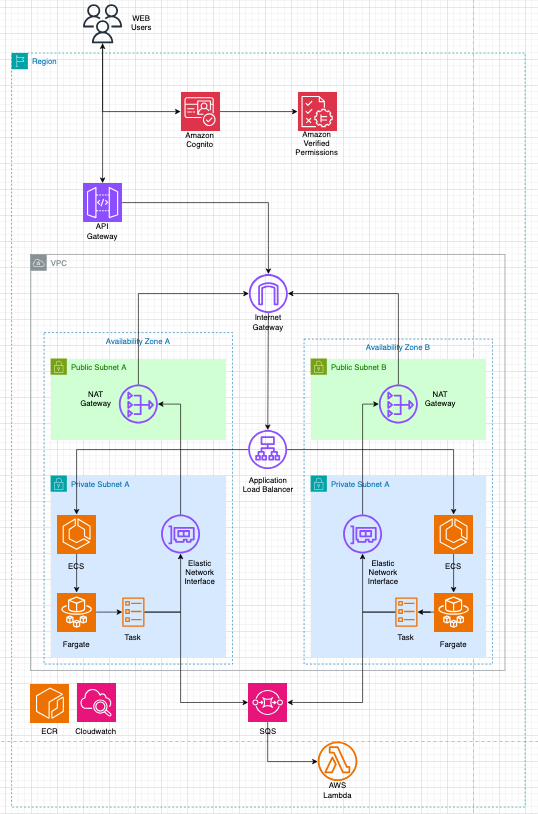 WEB
Users
Region
Amazon
Cognito
Amazon
Verified
Permissions
API
Gateway
VPC
Internet
Gateway
Availability Zone A
Availability Zone B
Public Subnet A
Public Subnet B
NAT
Gateway
NAT
Gateway
Application
Load Balancer
Private Subnet A
Private Subnet A
ECS
Elastic
Network
Interface
Elastic
Network
Interface
ECS
Fargate
Task
Task
Fargate
ECR
Cloudwatch
SQS
AWS
Lambda